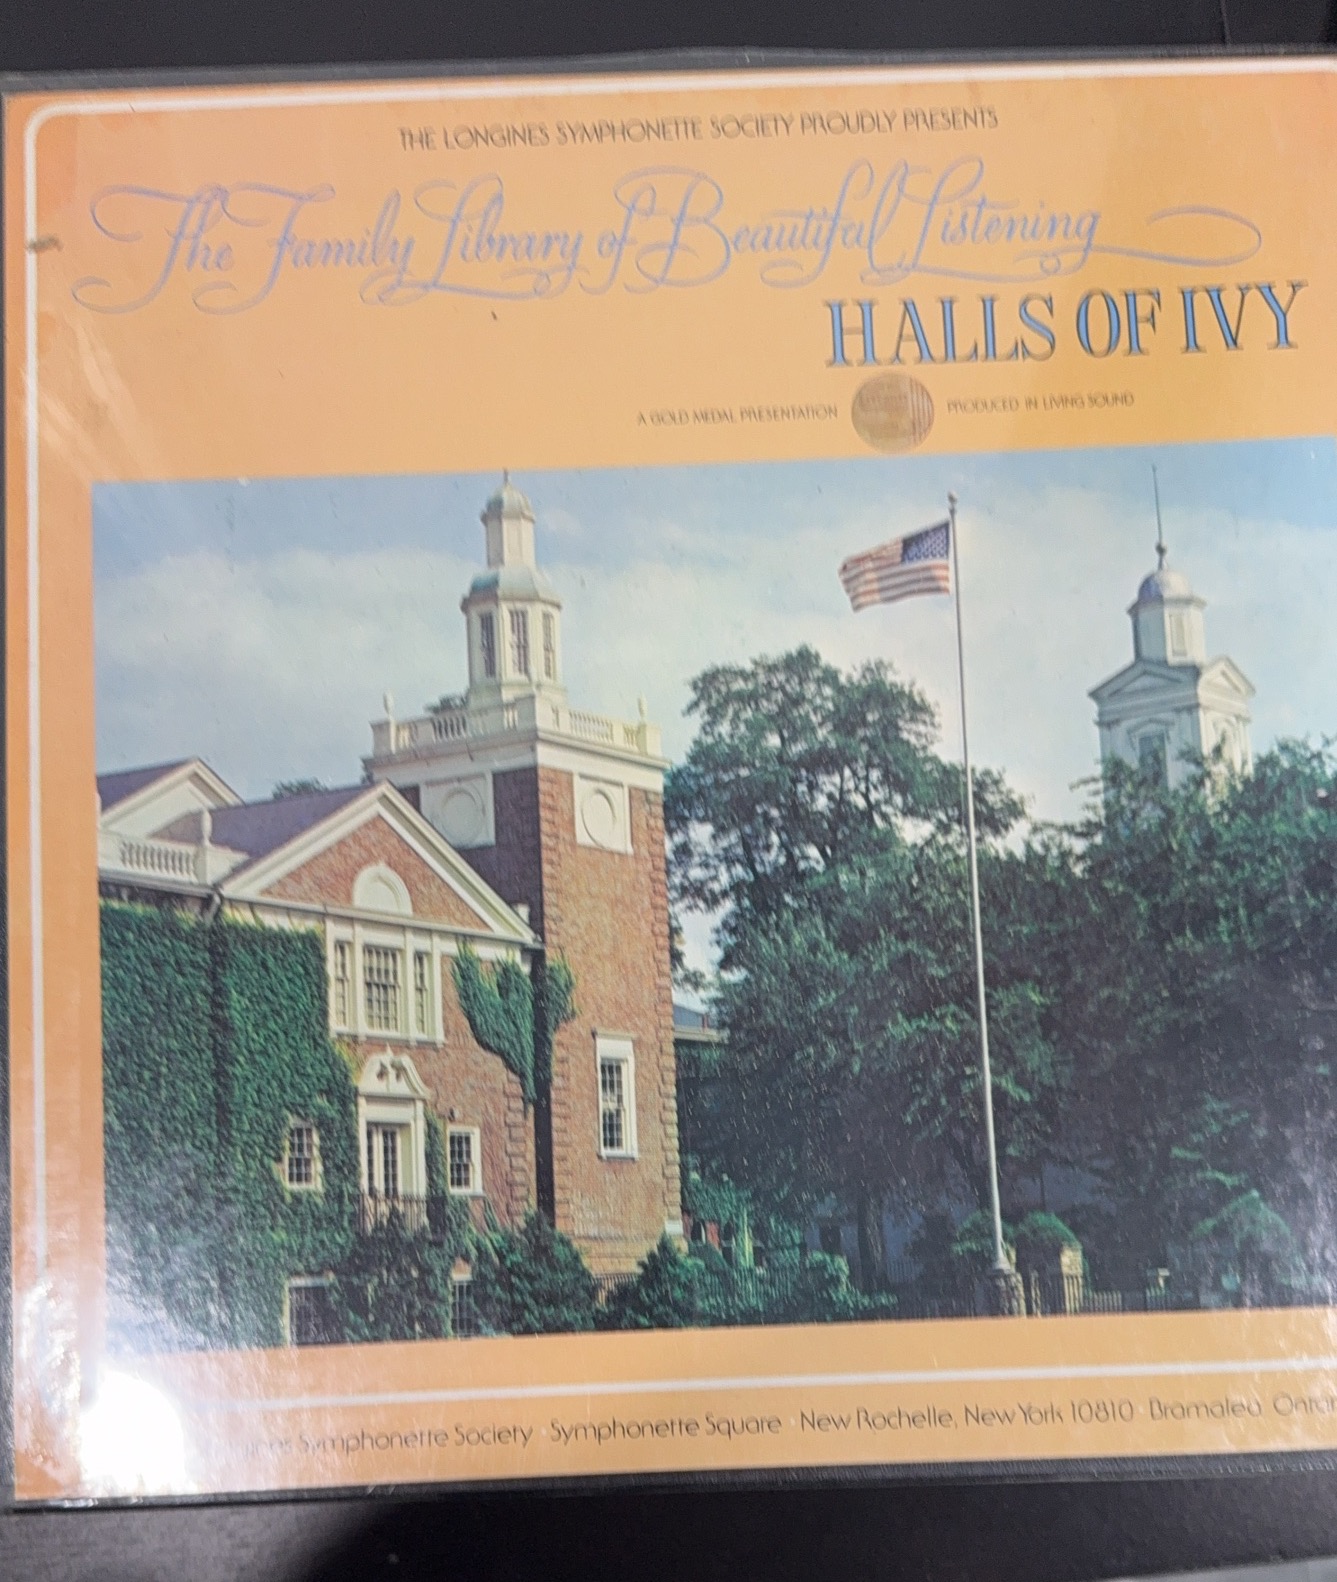 THE LONGINES SYMPHONETTE SOCIETY PROUDLY PRESENTS
The Family Library of Beautiful Listening
HALLS OF IVY
A GOLD MEDAL PRESENTATION PRODUCED IN LIVING SOUND
Symphonette Society · Symphonette Square · New Rochelle, New York 10810 · Bramalea Ontar